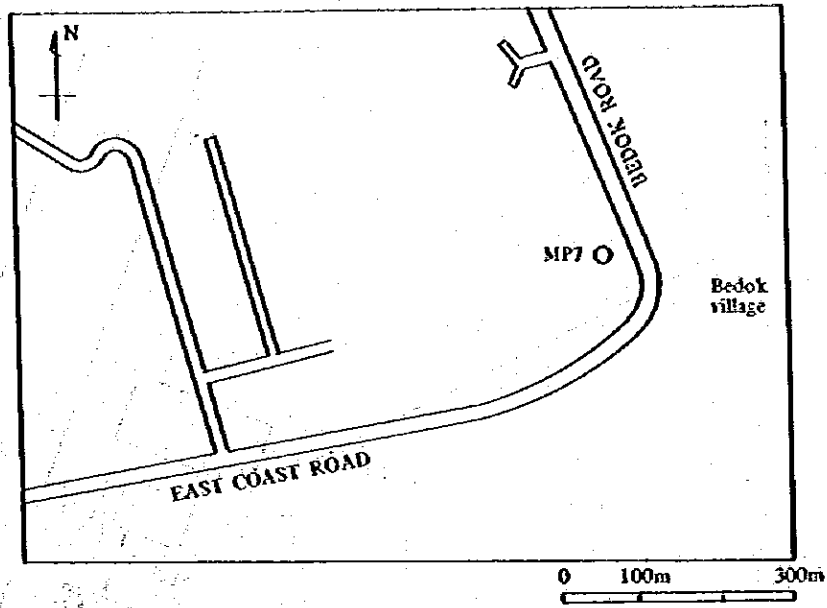 N
BEDOK ROAD
MP7
Bedok
village
EAST COAST ROAD
0 100m 300m